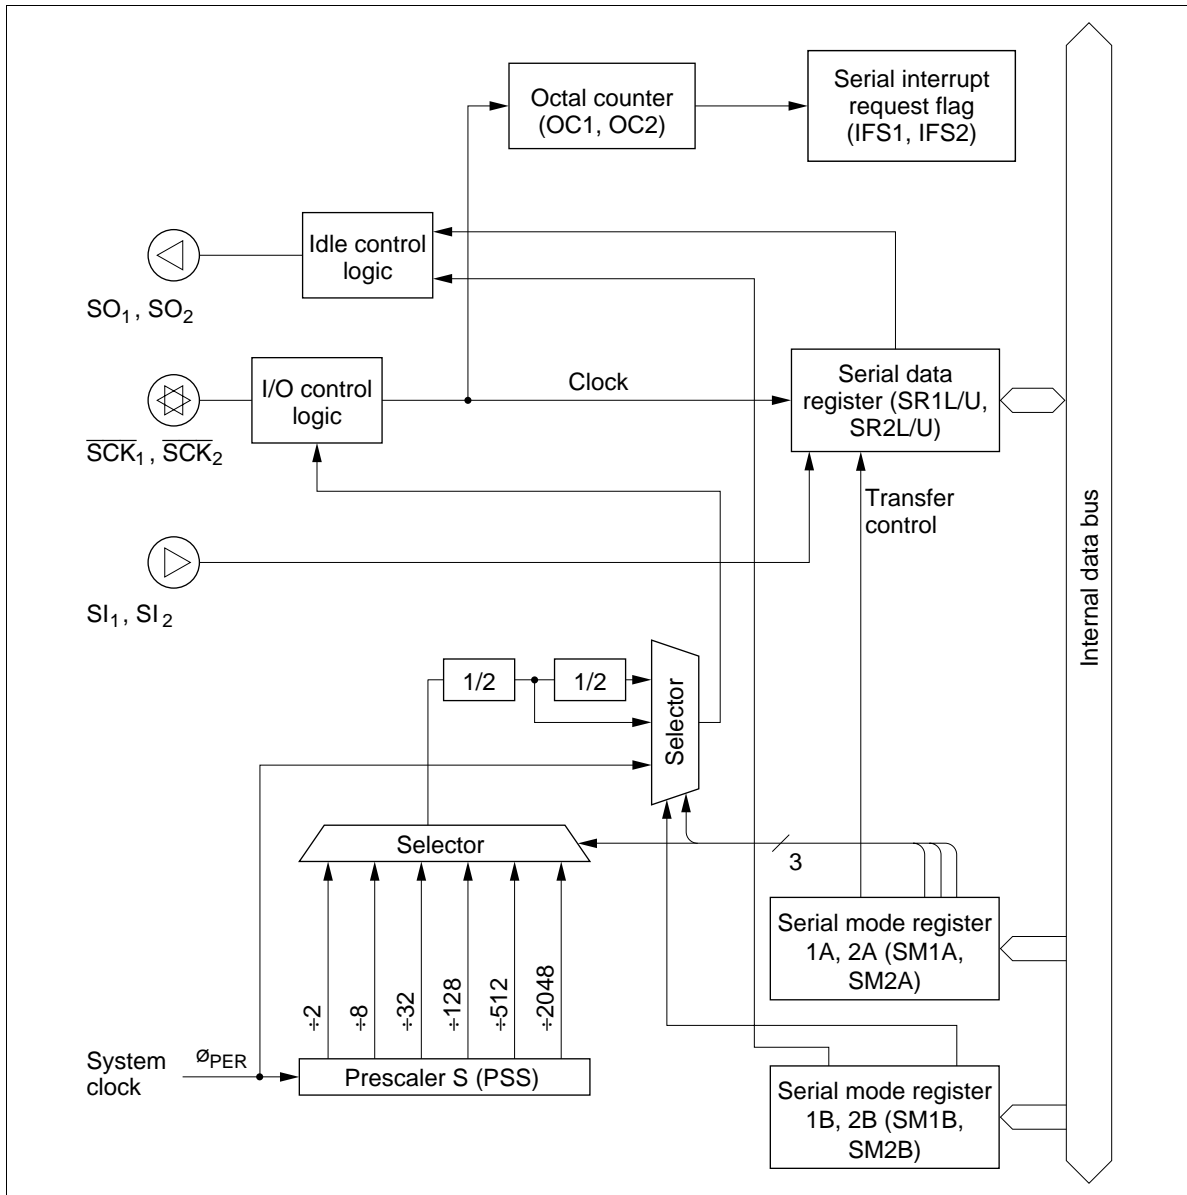 Octal counter
(OC1, OC2)
Serial interrupt
request flag
(IFS1, IFS2)
Idle control
logic
SO1, SO2
I/O control
logic
Clock
Serial data
register (SR1L/U,
SR2L/U)
SCK1, SCK2
Transfer
control
Internal data bus
SI1, SI2
1/2
1/2
Selector
Selector
3
Serial mode register
1A, 2A (SM1A,
SM2A)
÷2
÷8
÷32
÷128
÷512
÷2048
System
clock
øPER
Prescaler S (PSS)
Serial mode register
1B, 2B (SM1B,
SM2B)